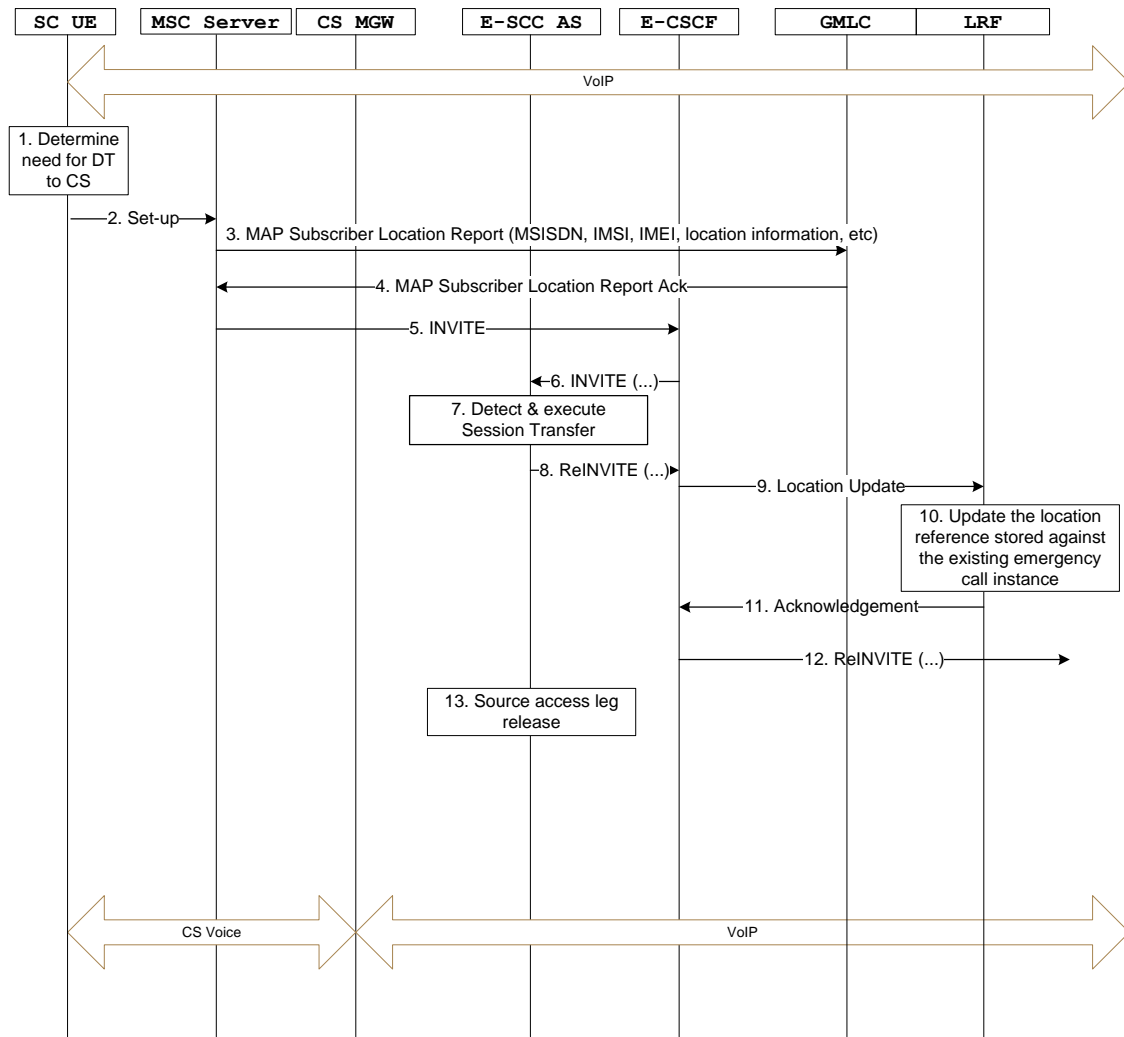 SC UE MSC Server CS MGW E-SCC AS E-CSCF GMLC LRF
VoIP
1. Determine
need for DT
to CS
2. Set-up
3. MAP Subscriber Location Report (MSISDN, IMSI, IMEI, location information, etc)
4. MAP Subscriber Location Report Ack
5. INVITE
6. INVITE (...)
7. Detect & execute
Session Transfer
8. ReINVITE (...)
9. Location Update
10. Update the location
reference stored against
the existing emergency
call instance
11. Acknowledgement
12. ReINVITE (...)
13. Source access leg
release
CS Voice
VoIP